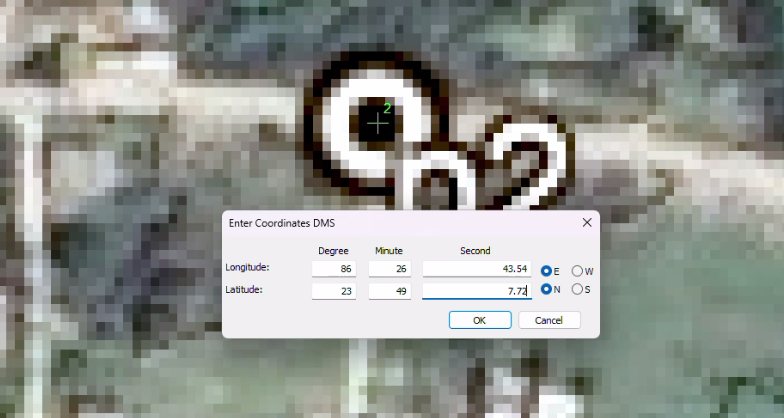 2
n2
Enter Coordinates DMS
Degree Minute Second
Longitude: 86 26 43.54 E W
Latitude: 23 49 7.72 N S
OK Cancel